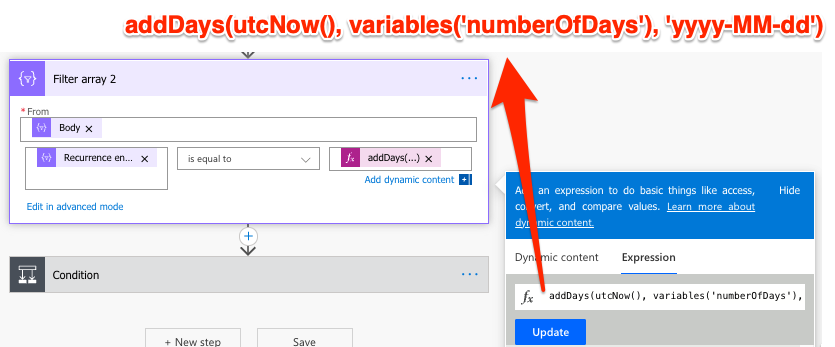 addDays(utcNow(), variables('numberOfDays'), 'yyyy-MM-dd')
Filter array 2
* From
Body
Recurrence en...
is equal to
addDays(...)
Add dynamic content
Edit in advanced mode
Condition
+ New step
Save
Add an expression to do basic things like access,
convert, and compare values. Learn more about
dynamic content.
Hide
Dynamic content
Expression
fx
addDays(utcNow(), variables('numberOfDays'),
Update